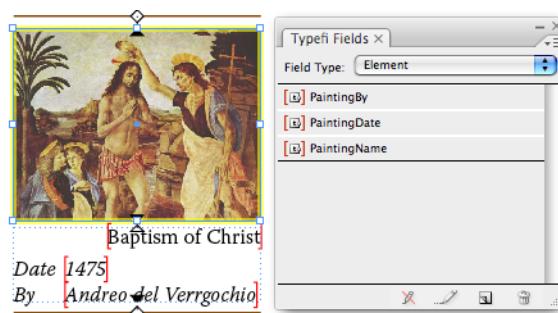 Baptism of Christ
Date 1475
By Andreo del Verrgochio
Typefi Fields ×
Field Type: Element
PaintingBy
PaintingDate
PaintingName